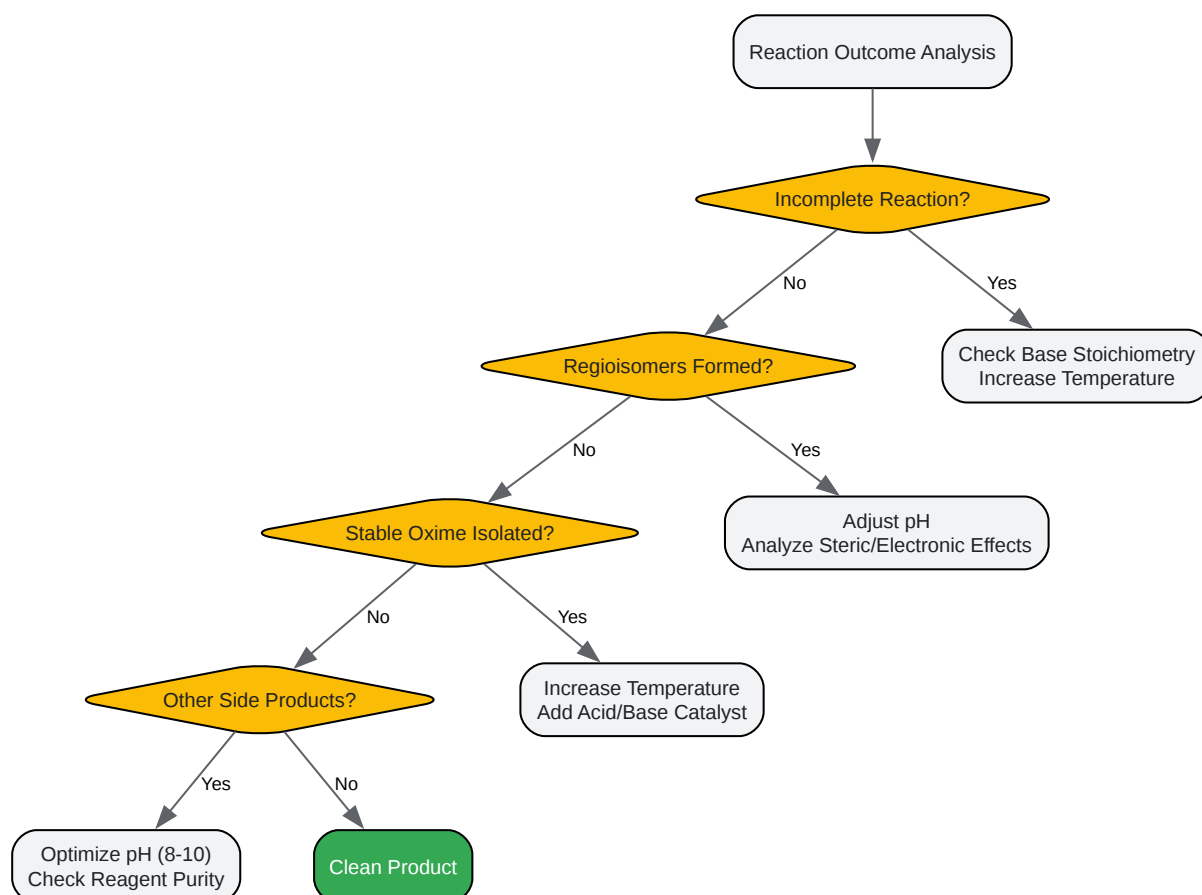 Reaction Outcome Analysis
Incomplete Reaction?
No
Yes
Regioisomers Formed?
Check Base Stoichiometry
Increase Temperature
No
Yes
Stable Oxime Isolated?
Adjust pH
Analyze Steric/Electronic Effects
No
Yes
Other Side Products?
Increase Temperature
Add Acid/Base Catalyst
Yes
No
Optimize pH (8-10)
Check Reagent Purity
Clean Product